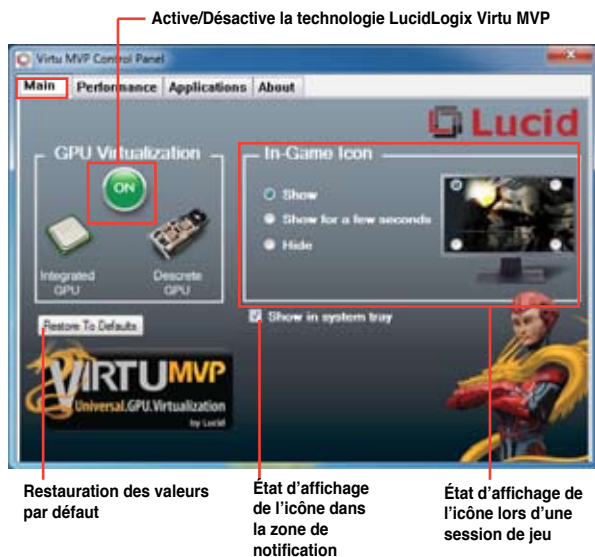 Active/Désactive la technologie LucidLogix Virtu MVP
Virtu MVP Control Panel
Main Performance Applications About
Lucid
GPU Virtualization
In-Game Icon
ON
Show
Show for a few seconds
Hide
Integrated GPU
Descrete GPU
Restore To Defaults
Show in system tray
VIRTU MVP
Universal.GPU.Virtualization
by Lucid
Restauration des valeurs
par défaut
État d’affichage
de l’icône dans
la zone de
notification
État d’affichage de
l’icône lors d’une
session de jeu